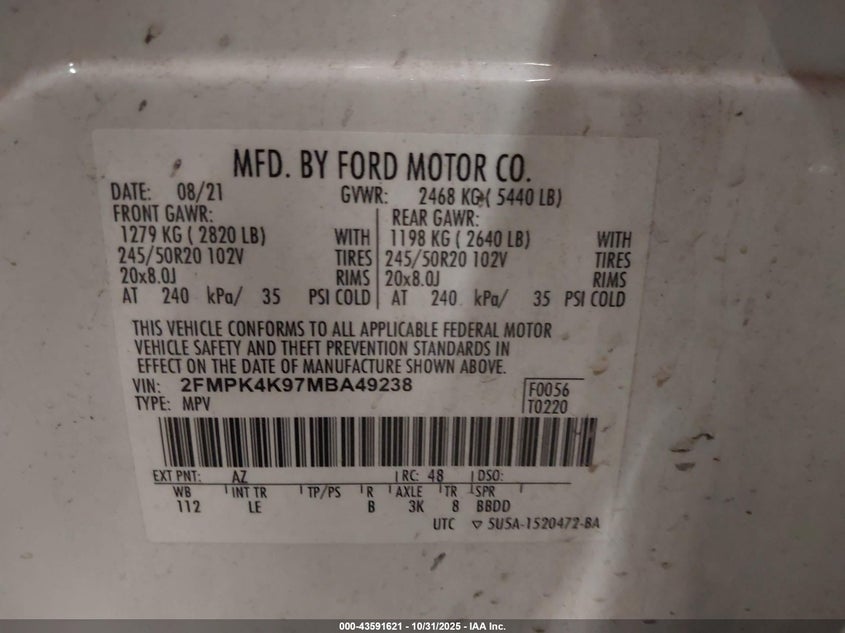 MFD. BY FORD MOTOR CO.
DATE: 08/21 GVWR: 2468 KG ( 5440 LB)
FRONT GAWR: REAR GAWR:
1279 KG ( 2820 LB) WITH 1198 KG ( 2640 LB) WITH
245/50R20 102V TIRES 245/50R20 102V TIRES
20x8.0J RIMS 20x8.0J RIMS
AT 240 kPa/ 35 PSI COLD AT 240 kPa/ 35 PSI COLD
THIS VEHICLE CONFORMS TO ALL APPLICABLE FEDERAL MOTOR
VEHICLE SAFETY AND THEFT PREVENTION STANDARDS IN
EFFECT ON THE DATE OF MANUFACTURE SHOWN ABOVE.
VIN: 2FMPK4K97MBA49238 F0056
TYPE: MPV T0220
EXT PNT: AZ RC: 48 DSO:
WB INT TR TP/PS R AXLE TR SPR
112 LE B 3K 8 BBDD
UTC ▽ 5U5A-1520472-BA
000-43591621 - 10/31/2025 - IAA Inc.